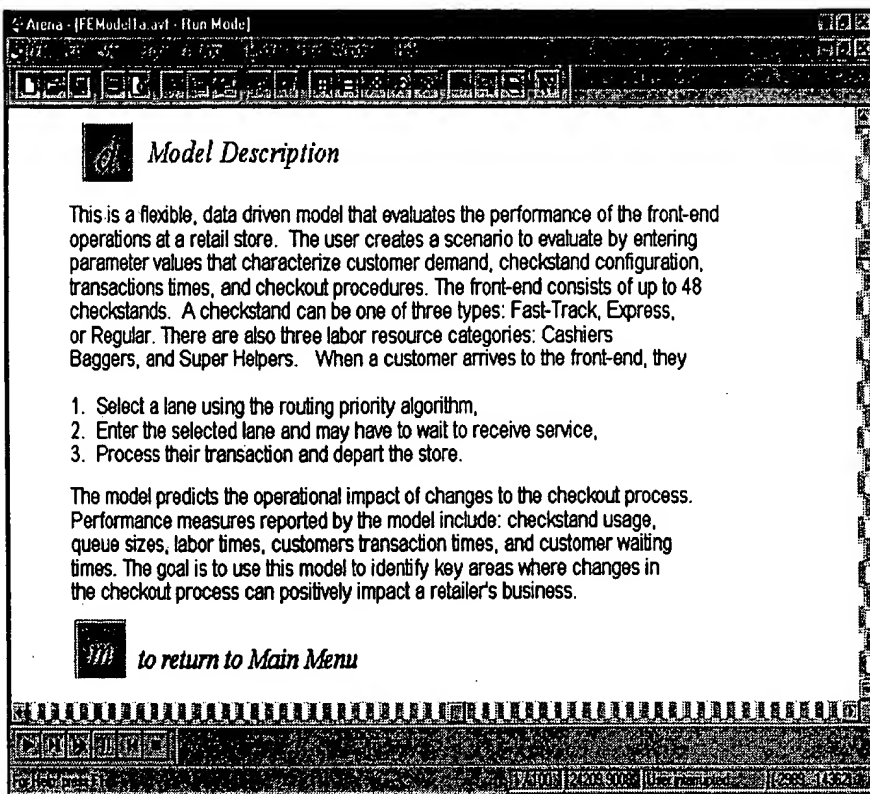 Arena - [FEModel1a.avt - Run Mode]
d Model Description
This is a flexible, data driven model that evaluates the performance of the front-end
operations at a retail store. The user creates a scenario to evaluate by entering
parameter values that characterize customer demand, checkstand configuration,
transactions times, and checkout procedures. The front-end consists of up to 48
checkstands. A checkstand can be one of three types: Fast-Track, Express,
or Regular. There are also three labor resource categories: Cashiers
Baggers, and Super Helpers. When a customer arrives to the front-end, they
1. Select a lane using the routing priority algorithm,
2. Enter the selected lane and may have to wait to receive service,
3. Process their transaction and depart the store.
The model predicts the operational impact of changes to the checkout process.
Performance measures reported by the model include: checkstand usage,
queue sizes, labor times, customers transaction times, and customer waiting
times. The goal is to use this model to identify key areas where changes in
the checkout process can positively impact a retailer's business.
m to return to Main Menu